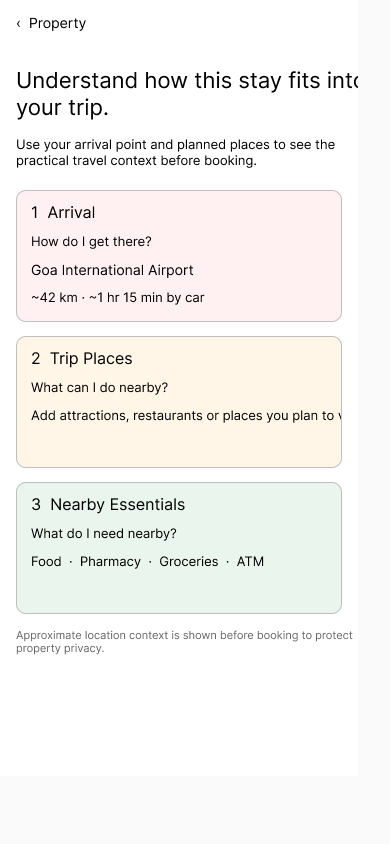 ‹ Property
Understand how this stay fits into
your trip.
Use your arrival point and planned places to see the
practical travel context before booking.
1 Arrival
How do I get there?
Goa International Airport
~42 km · ~1 hr 15 min by car
2 Trip Places
What can I do nearby?
Add attractions, restaurants or places you plan to
3 Nearby Essentials
What do I need nearby?
Food · Pharmacy · Groceries · ATM
Approximate location context is shown before booking to protect
property privacy.